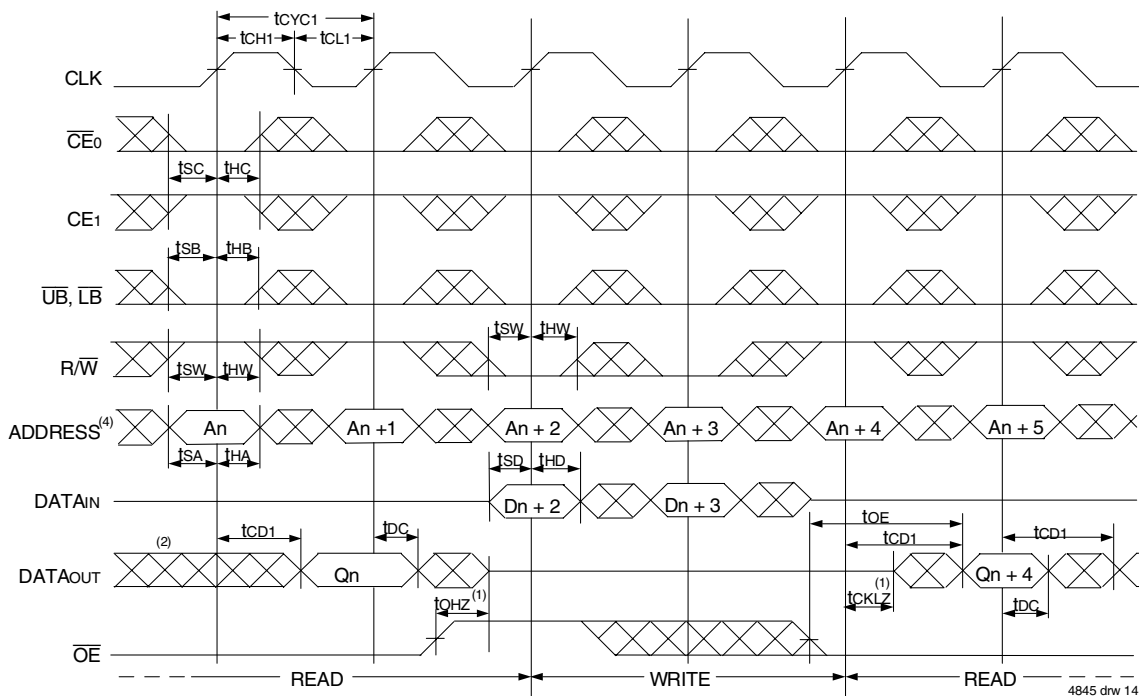 tCYC1
tCH1 tCL1
CLK
CE0
tSC tHC
CE1
tSB tHB
UB, LB
tSW tHW
R/W
tSW tHW
ADDRESS(4) An An +1 An + 2 An + 3 An + 4 An + 5
tSA tHA tSD tHD
DATAIN Dn + 2 Dn + 3
tOE
tCD1 tDC tCD1 tCD1
(2)
DATAOUT Qn Qn + 4
tOHZ(1) tCKLZ(1) tDC
OE
READ WRITE READ
4845 drw 14